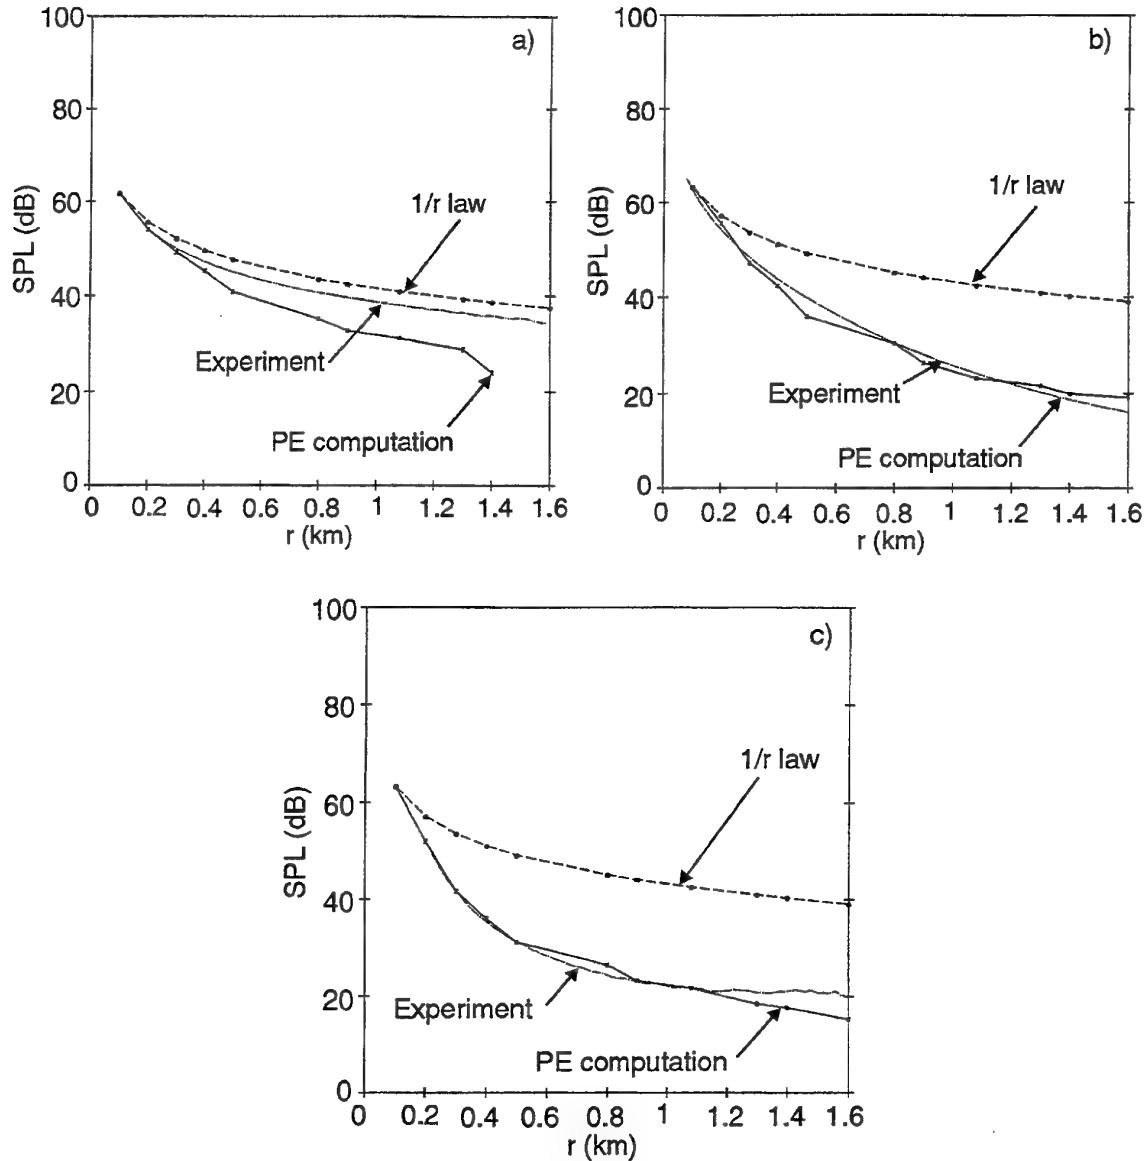 100
a)
80
60
1/r law
SPL (dB)
40
Experiment
20
PE computation
0
0 0.2 0.4 0.6 0.8 1 1.2 1.4 1.6
r (km)
100
b)
80
60
1/r law
SPL (dB)
40
Experiment
20
PE computation
0
0 0.2 0.4 0.6 0.8 1 1.2 1.4 1.6
r (km)
100
c)
80
1/r law
60
SPL (dB)
40
20
Experiment
PE computation
0
0 0.2 0.4 0.6 0.8 1 1.2 1.4 1.6
r (km)